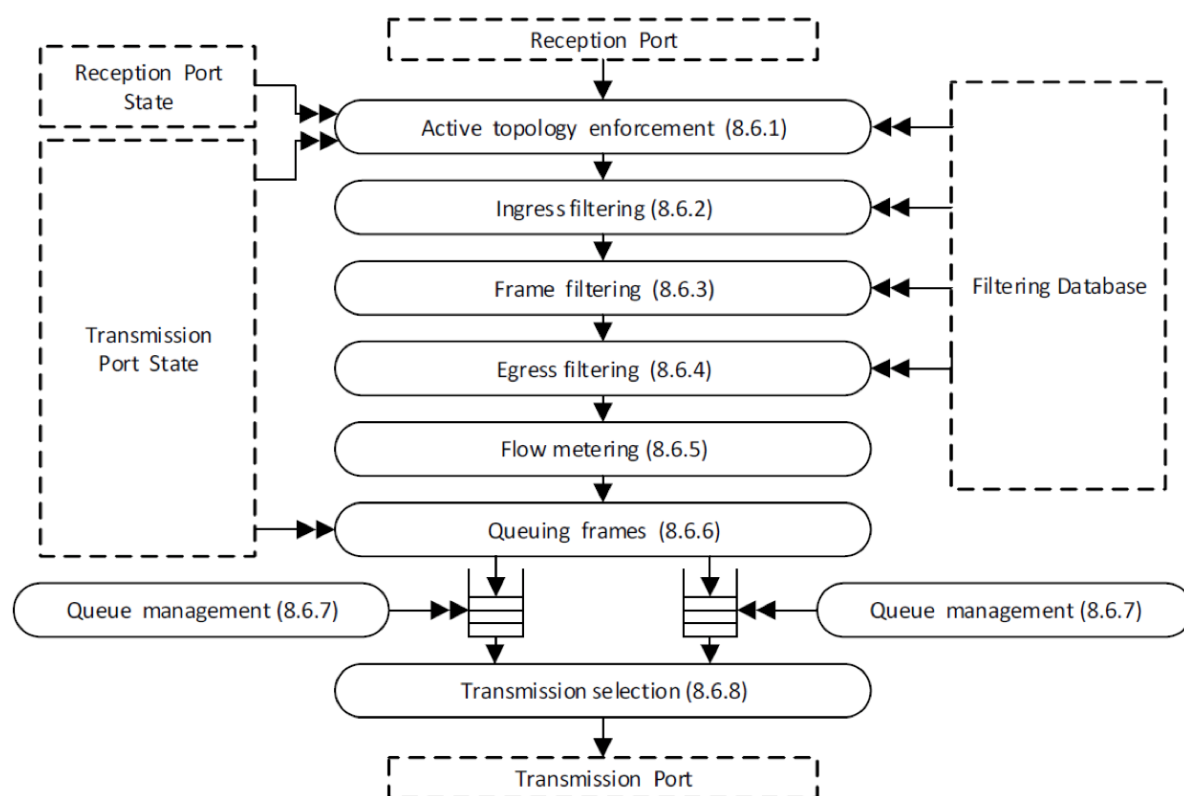 Reception Port
Reception Port
State
Active topology enforcement (8.6.1)
Ingress filtering (8.6.2)
Frame filtering (8.6.3)
Filtering Database
Transmission
Port State
Egress filtering (8.6.4)
Flow metering (8.6.5)
Queuing frames (8.6.6)
Queue management (8.6.7)
Queue management (8.6.7)
Transmission selection (8.6.8)
Transmission Port